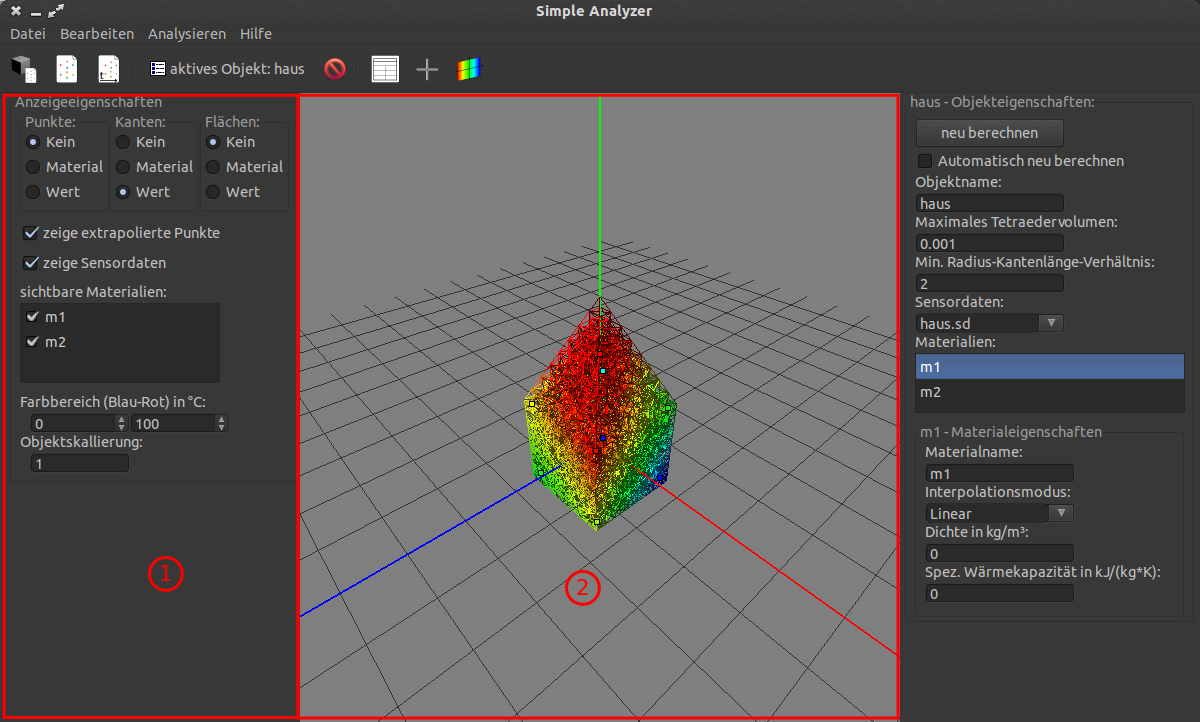 Simple Analyzer
Datei Bearbeiten Analysieren Hilfe
t
aktives Objekt: haus
Anzeigeeigenschaften
Punkte: Kanten: Flächen:
Kein Kein Kein
Material Material Material
Wert Wert Wert
zeige extrapolierte Punkte
zeige Sensordaten
sichtbare Materialien:
m1
m2
Farbbereich (Blau-Rot) in °C:
0 100
Objektskallierung:
1
1
2
haus - Objekteigenschaften:
neu berechnen
Automatisch neu berechnen
Objektname:
haus
Maximales Tetraedervolumen:
0.001
Min. Radius-Kantenlänge-Verhältnis:
2
Sensordaten:
haus.sd
Materialien:
m1
m2
m1 - Materialeigenschaften
Materialname:
m1
Interpolationsmodus:
Linear
Dichte in kg/m³:
0
Spez. Wärmekapazität in kJ/(kg*K):
0